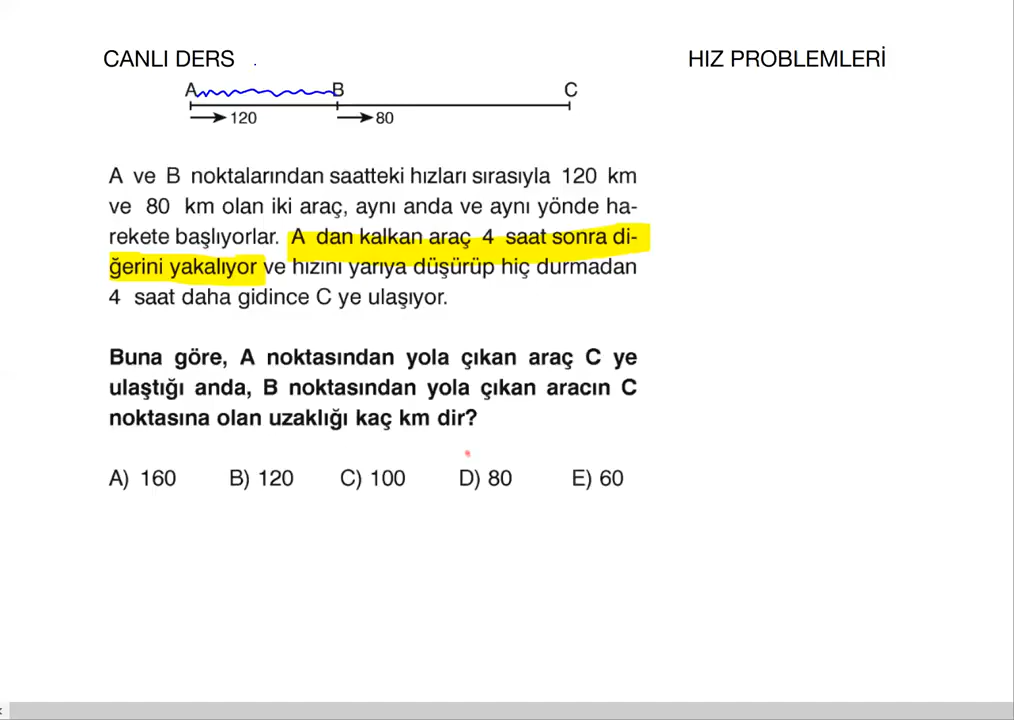 CANLI DERS
HIZ PROBLEMLERİ
A B C
120 80
A ve B noktalarından saatteki hızları sırasıyla 120 km
ve 80 km olan iki araç, aynı anda ve aynı yönde ha-
rekete başlıyorlar. A dan kalkan araç 4 saat sonra di-
ğerini yakalıyor ve hızını yarıya düşürüp hiç durmadan
4 saat daha gidince C ye ulaşıyor.
Buna göre, A noktasından yola çıkan araç C ye
ulaştığı anda, B noktasından yola çıkan aracın C
noktasına olan uzaklığı kaç km dir?
A) 160 B) 120 C) 100 D) 80 E) 60